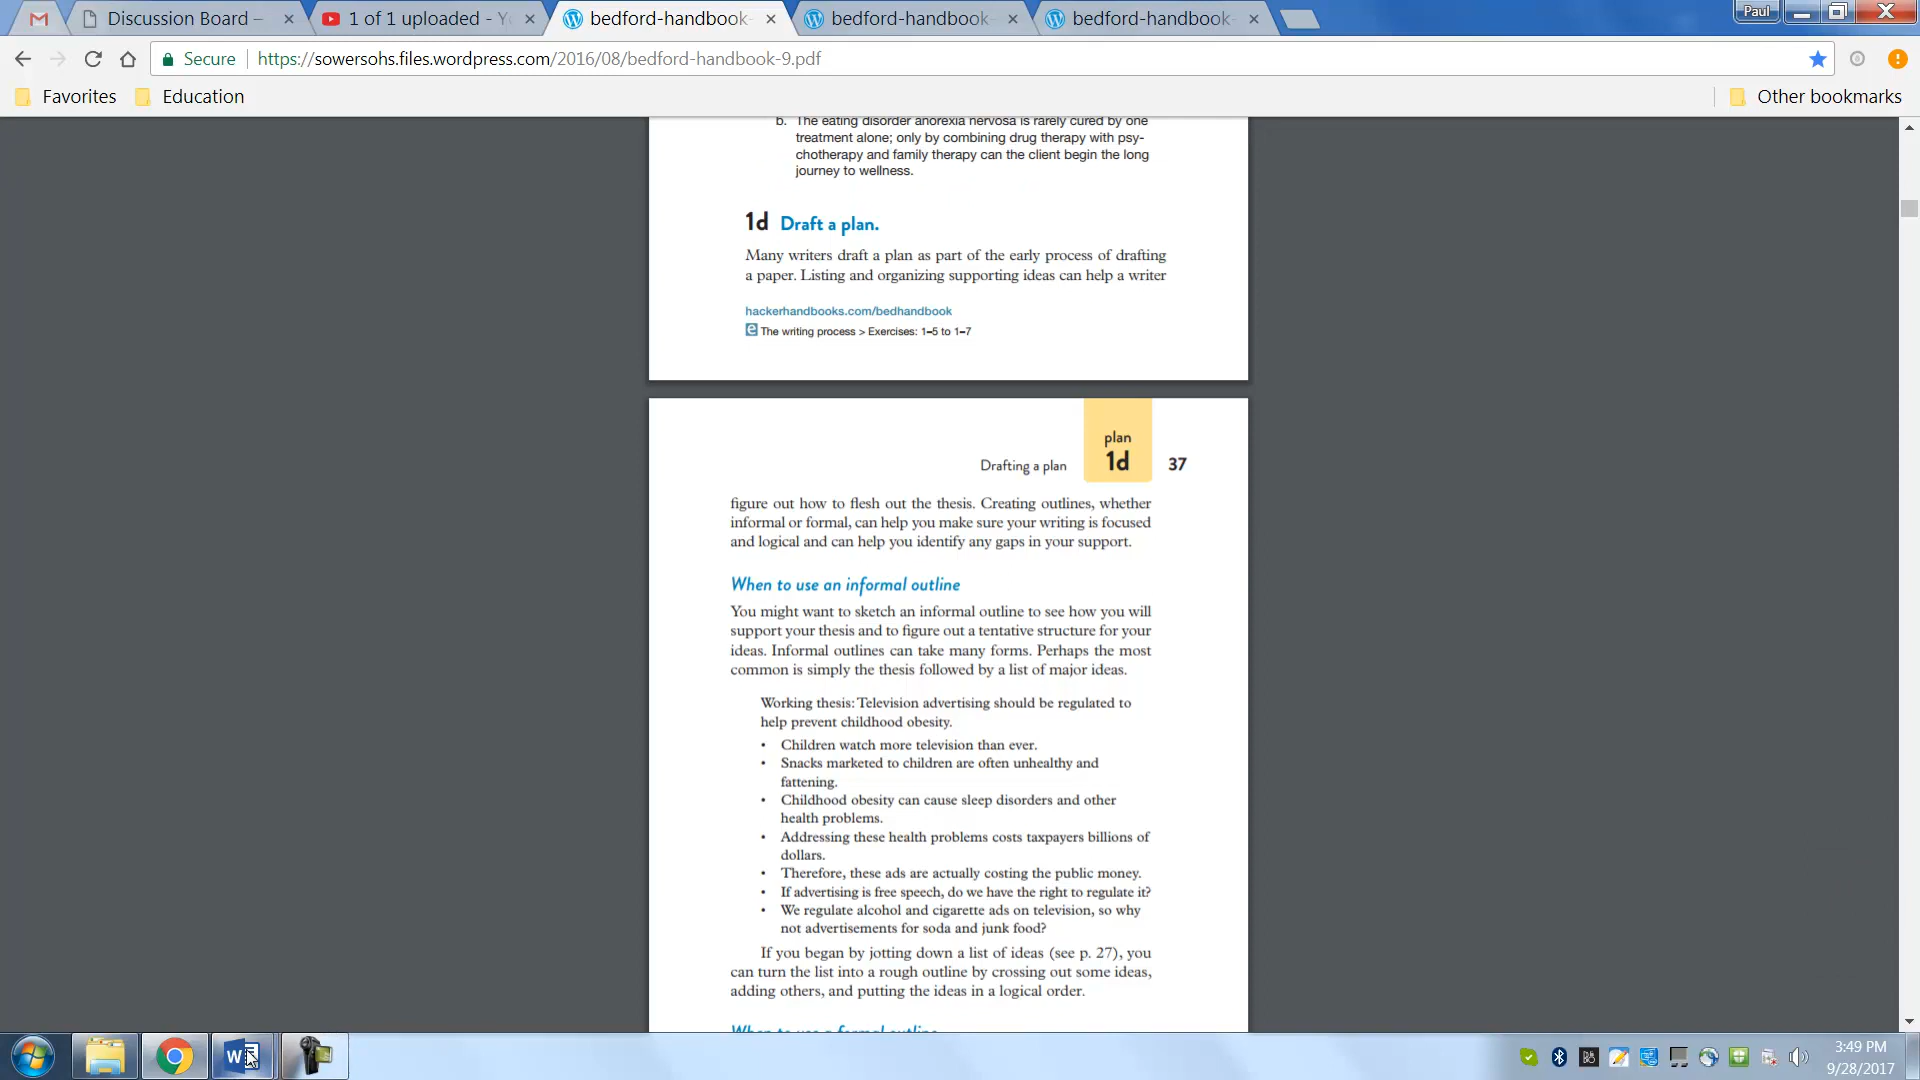 Discussion Board –
1 of 1 uploaded - Y
bedford-handbook-
bedford-handbook-
bedford-handbook-
Paul
Secure
https://sowersohs.files.wordpress.com/2016/08/bedford-handbook-9.pdf
Favorites
Education
Other bookmarks
b. The eating disorder anorexia nervosa is rarely cured by one
treatment alone; only by combining drug therapy with psy-
chotherapy and family therapy can the client begin the long
journey to wellness.
1d Draft a plan.
Many writers draft a plan as part of the early process of drafting
a paper. Listing and organizing supporting ideas can help a writer
hackerhandbooks.com/bedhandbook
e The writing process > Exercises: 1–5 to 1–7
plan
Drafting a plan 1d 37
figure out how to flesh out the thesis. Creating outlines, whether
informal or formal, can help you make sure your writing is focused
and logical and can help you identify any gaps in your support.
When to use an informal outline
You might want to sketch an informal outline to see how you will
support your thesis and to figure out a tentative structure for your
ideas. Informal outlines can take many forms. Perhaps the most
common is simply the thesis followed by a list of major ideas.
Working thesis: Television advertising should be regulated to
help prevent childhood obesity.
• Children watch more television than ever.
• Snacks marketed to children are often unhealthy and
fattening.
• Childhood obesity can cause sleep disorders and other
health problems.
• Addressing these health problems costs taxpayers billions of
dollars.
• Therefore, these ads are actually costing the public money.
• If advertising is free speech, do we have the right to regulate it?
• We regulate alcohol and cigarette ads on television, so why
not advertisements for soda and junk food?
If you began by jotting down a list of ideas (see p. 27), you
can turn the list into a rough outline by crossing out some ideas,
adding others, and putting the ideas in a logical order.
When to use a formal outline
3:49 PM
9/28/2017